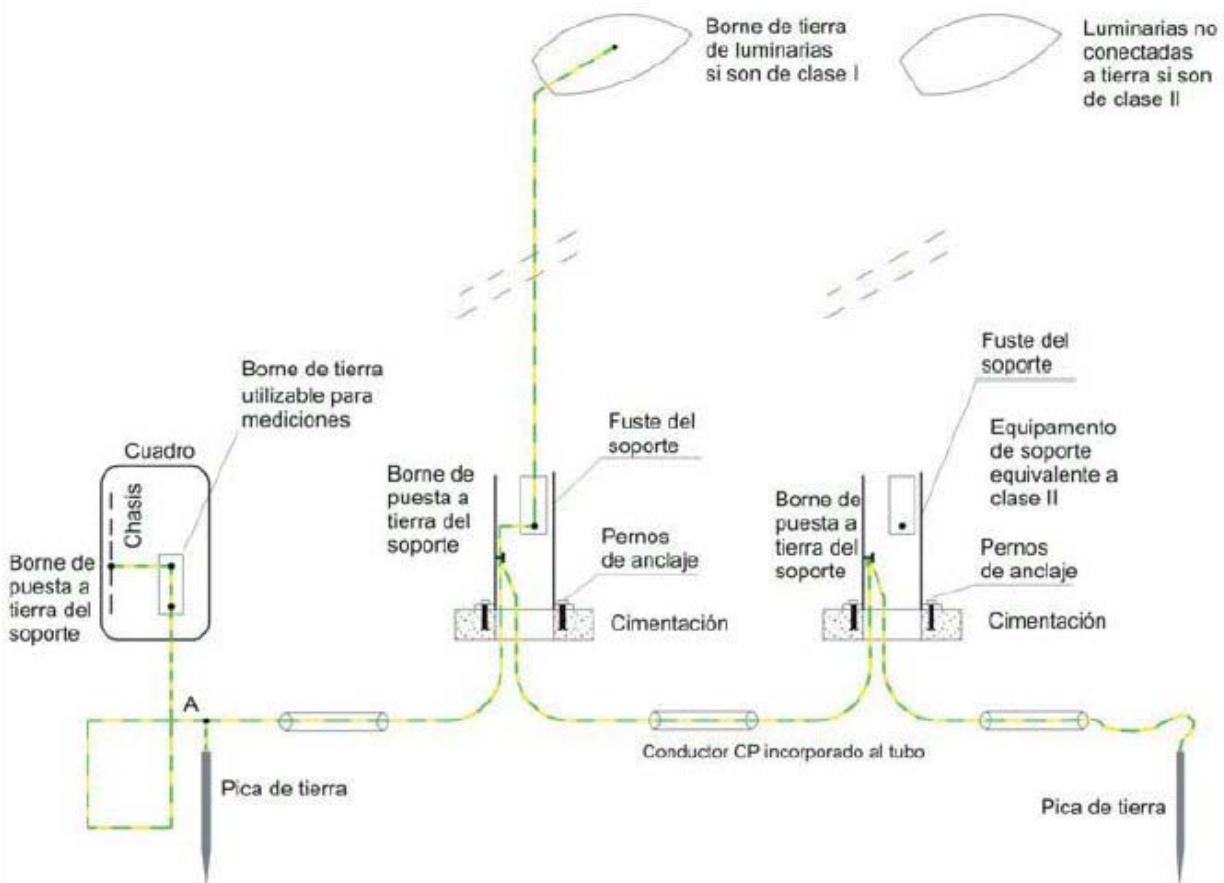 Borne de tierra
de luminarias
si son de clase I
Luminarias no
conectadas
a tierra si son
de clase II
Borne de tierra
utilizable para
mediciones
Fuste del
soporte
Fuste del
soporte
Equipamento
de soporte
equivalente a
clase II
Cuadro
Chasis
Borne de
puesta a
tierra del
soporte
Borne de
puesta a
tierra del
soporte
Pernos
de anclaje
Cimentación
Borne de
puesta a
tierra del
soporte
Pernos
de anclaje
Cimentación
A
Pica de tierra
Conductor CP incorporado al tubo
Pica de tierra